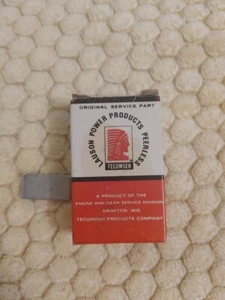 ORIGINAL SERVICE PART
LAUSON POWER PRODUCTS PEERLESS
TECUMSEH
A PRODUCT OF THE
ENGINE AND GEAR SERVICE DIVISION
GRAFTON, WIS
TECUMSEH PRODUCTS COMPANY